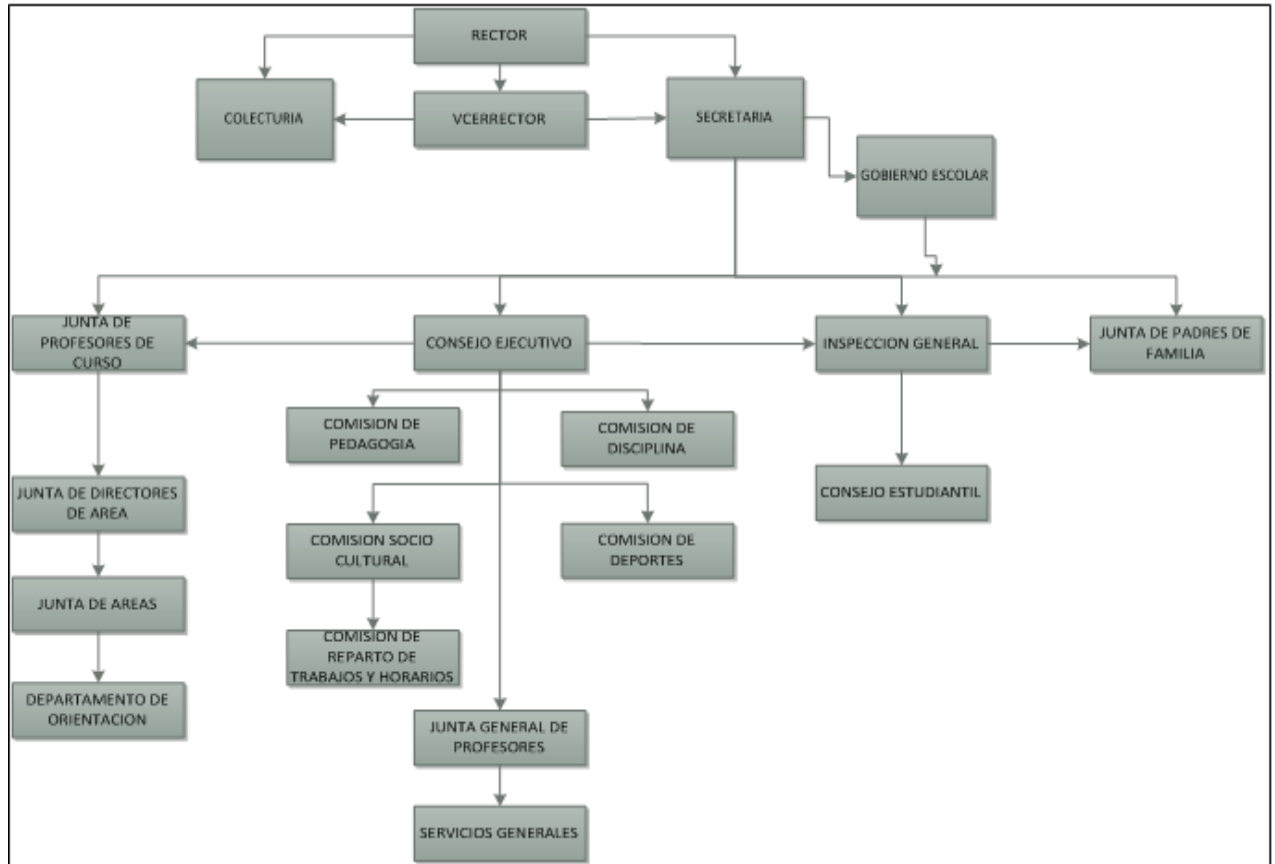 RECTOR
COLECTURIA
VCERRECTOR
SECRETARIA
GOBIERNO ESCOLAR
JUNTA DE
PROFESORES DE
CURSO
CONSEJO EJECUTIVO
INSPECCION GENERAL
JUNTA DE PADRES DE
FAMILIA
COMISION DE
PEDAGOGIA
COMISION DE
DISCIPLINA
JUNTA DE DIRECTORES
DE AREA
CONSEJO ESTUDIANTIL
COMISION SOCIO
CULTURAL
COMISION DE
DEPORTES
JUNTA DE AREAS
COMISION DE
REPARTO DE
TRABAJOS Y HORARIOS
DEPARTAMENTO DE
ORIENTACION
JUNTA GENERAL DE
PROFESORES
SERVICIOS GENERALES